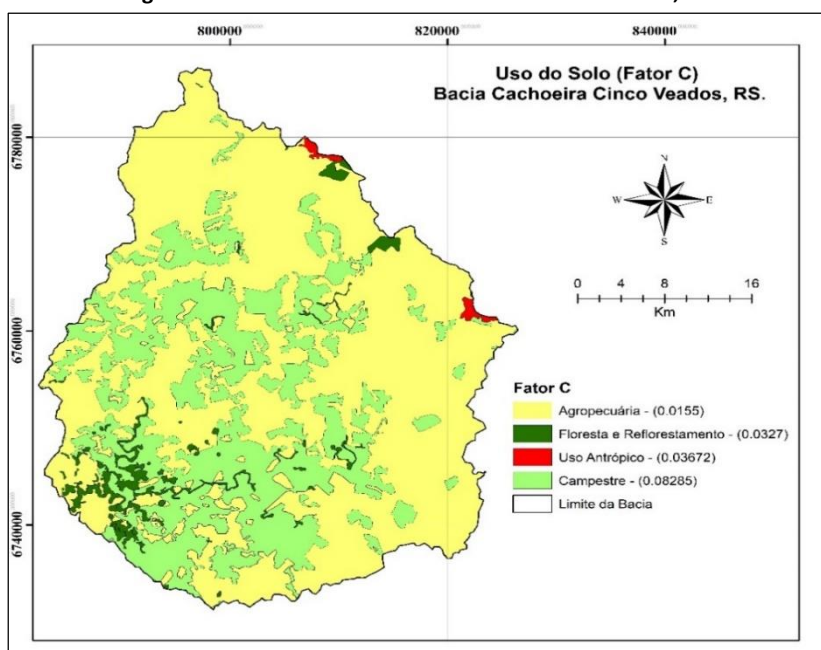 800000 820000 840000
Uso do Solo (Fator C)
Bacia Cachoeira Cinco Veados, RS.
6780000
N
W E
S
0 4 8 12 16
Km
6760000
Fator C
Agropecuária - (0.0155)
Floresta e Reflorestamento - (0.0327)
Uso Antrópico - (0.03672)
Campestre - (0.08285)
Limite da Bacia
6740000